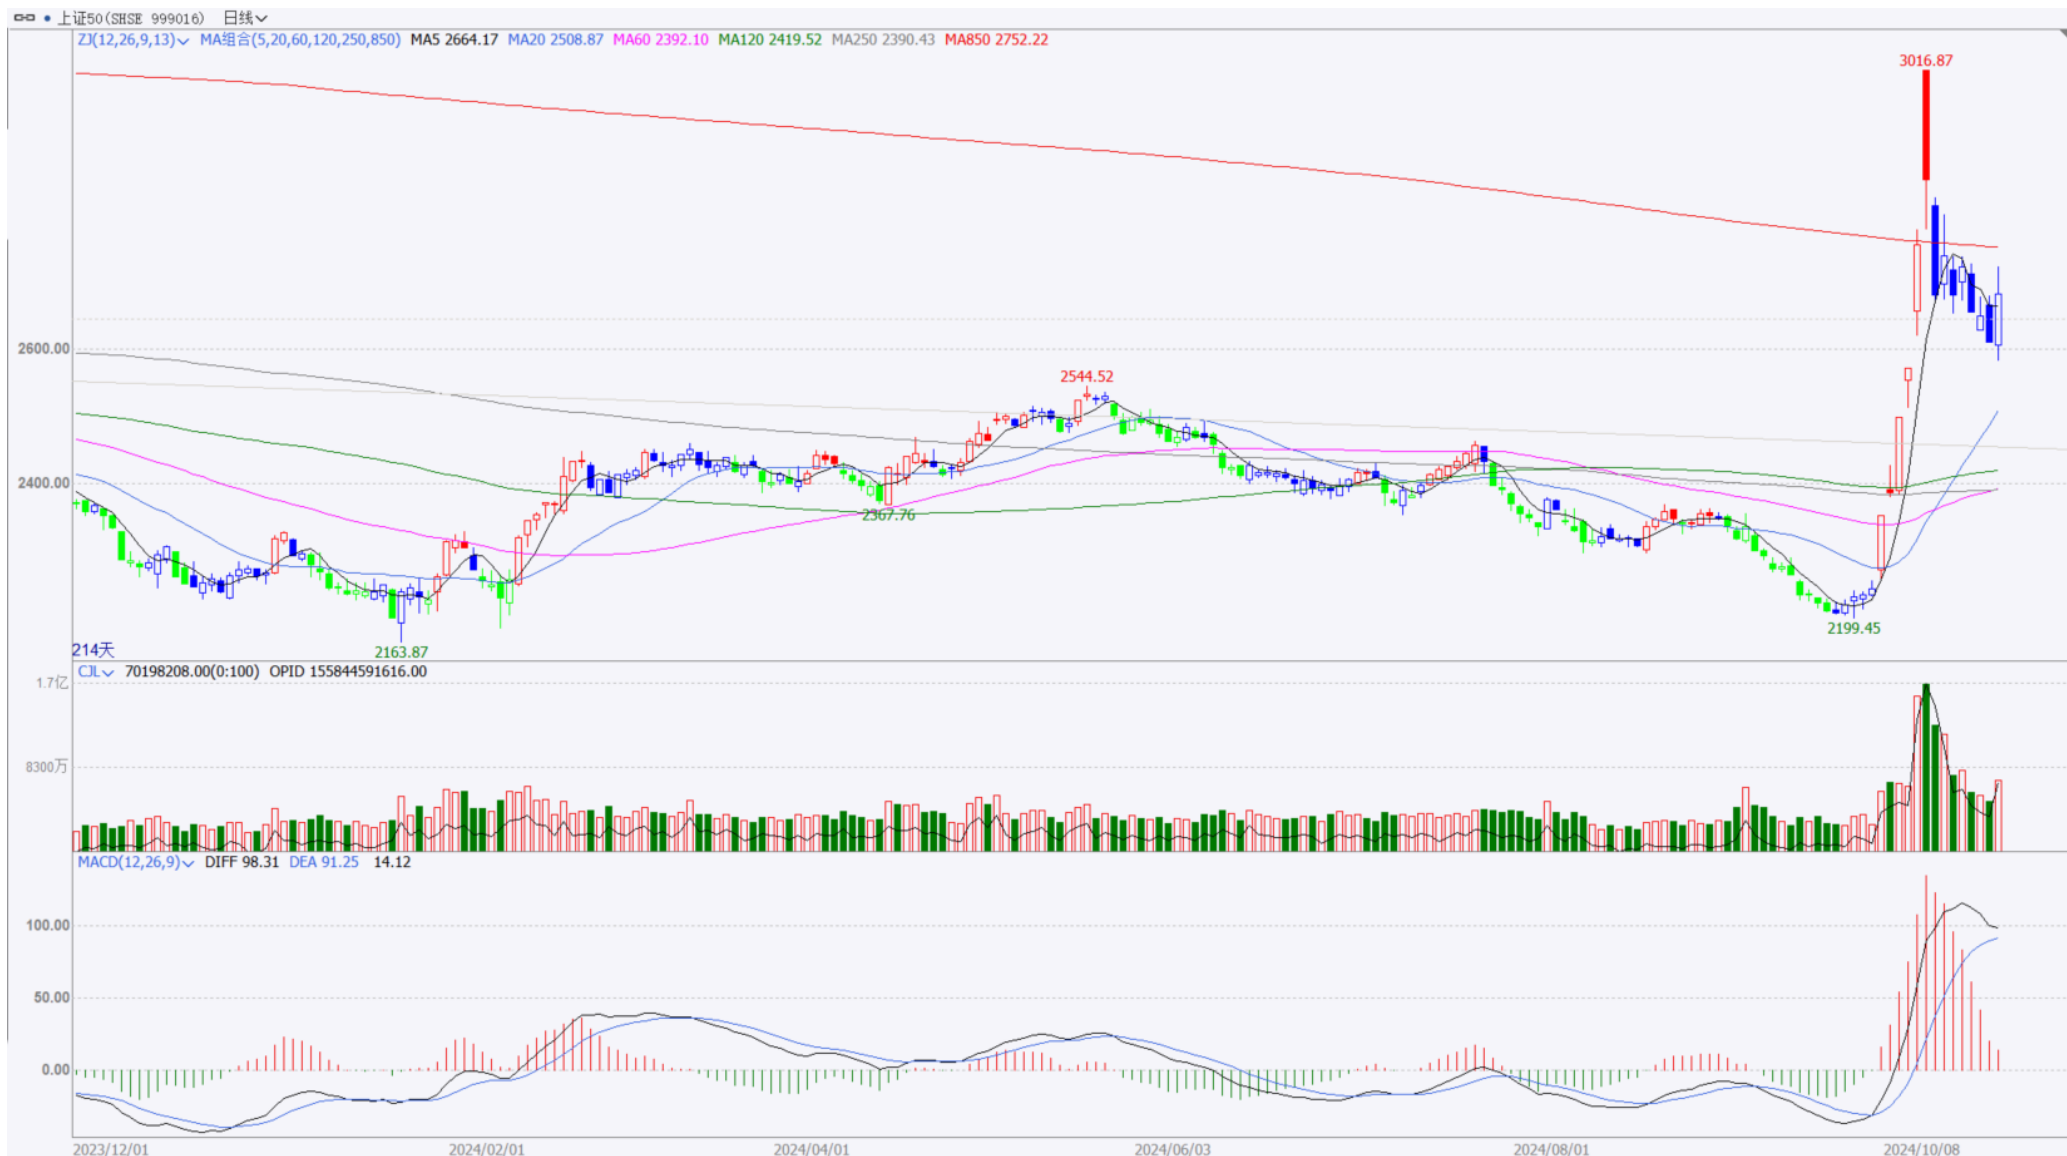 上证50(SHSE 999016) 日线
ZJ(12,26,9,13) MA组合(5,20,60,120,250,850) MA5 2664.17 MA20 2508.87 MA60 2392.10 MA120 2419.52 MA250 2390.43 MA850 2752.22
3016.87
2600.00
2544.52
2400.00
2367.76
2199.45
214天
2163.87
CJL 70198208.00(0:100) OPID 155844591616.00
1.7亿
8300万
MACD(12,26,9) DIFF 98.31 DEA 91.25 14.12
100.00
50.00
0.00
2023/12/01 2024/02/01 2024/04/01 2024/06/03 2024/08/01 2024/10/08